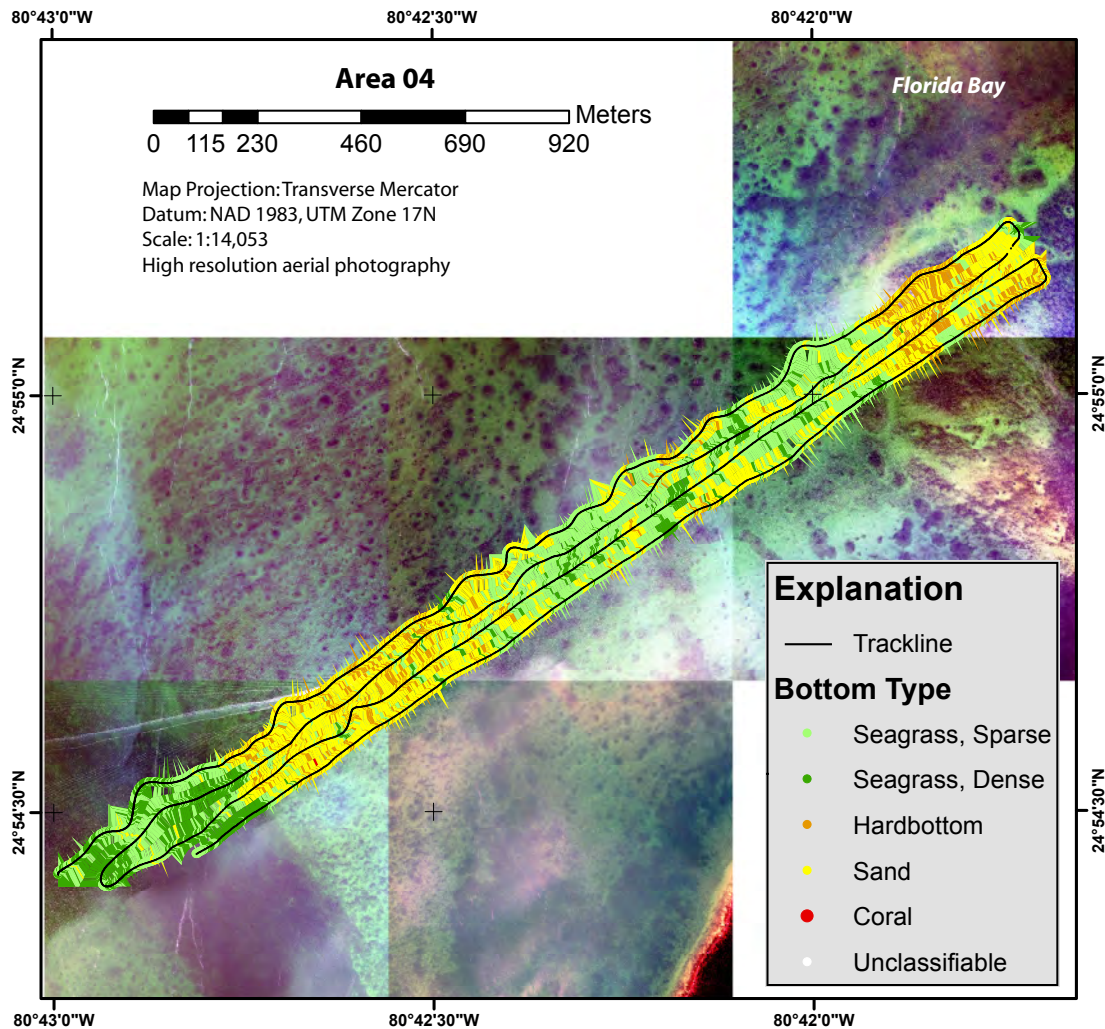 80°43'0"W 80°42'30"W 80°42'0"W
Area 04
Florida Bay
Meters
0 115 230 460 690 920
Map Projection: Transverse Mercator
Datum: NAD 1983, UTM Zone 17N
Scale: 1:14,053
High resolution aerial photography
24°55'0"N 24°55'0"N
Explanation
Trackline
Bottom Type
Seagrass, Sparse
Seagrass, Dense
Hardbottom
Sand
Coral
Unclassifiable
24°54'30"N 24°54'30"N
80°43'0"W 80°42'30"W 80°42'0"W